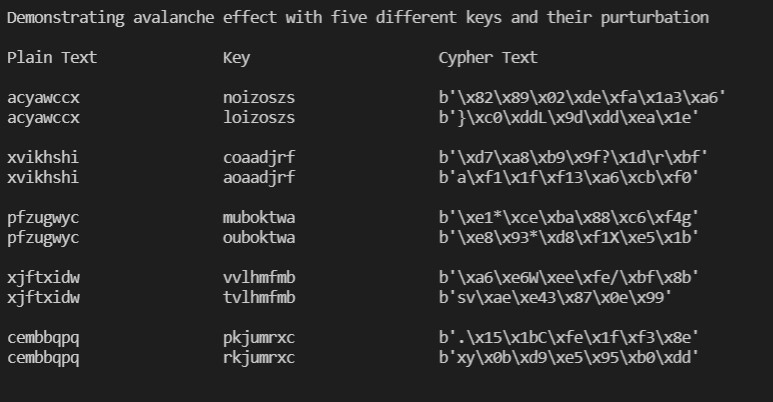 Demonstrating avalanche effect with five different keys and their purturbation
Plain Text Key Cypher Text
acyawccx noizoszs b'\x82\x89\x02\xde\xfa\x1a3\xa6'
acyawccx loizoszs b'}\xc0\xddL\x9d\xdd\xea\x1e'
xvikhshi coaadjrf b'\xd7\xa8\xb9\x9f?\x1d\r\xbf'
xvikhshi aoaadjrf b'a\xf1\x1f\xf13\xa6\xcb\xf0'
pfzugwyc muboktwa b'\xe1*\xce\xba\x88\xc6\xf4g'
pfzugwyc ouboktwa b'\xe8\x93*\xd8\xf1X\xe5\x1b'
xjftxidw vvlhmfmb b'\xa6\xe6W\xee\xfe/\xbf\x8b'
xjftxidw tvlhmfmb b'sv\xae\xe43\x87\x0e\x99'
cembbqpq pkjumrxc b'.\x15\x1bC\xfe\x1f\xf3\x8e'
cembbqpq rkjumrxc b'xy\x0b\xd9\xe5\x95\xb0\xdd'